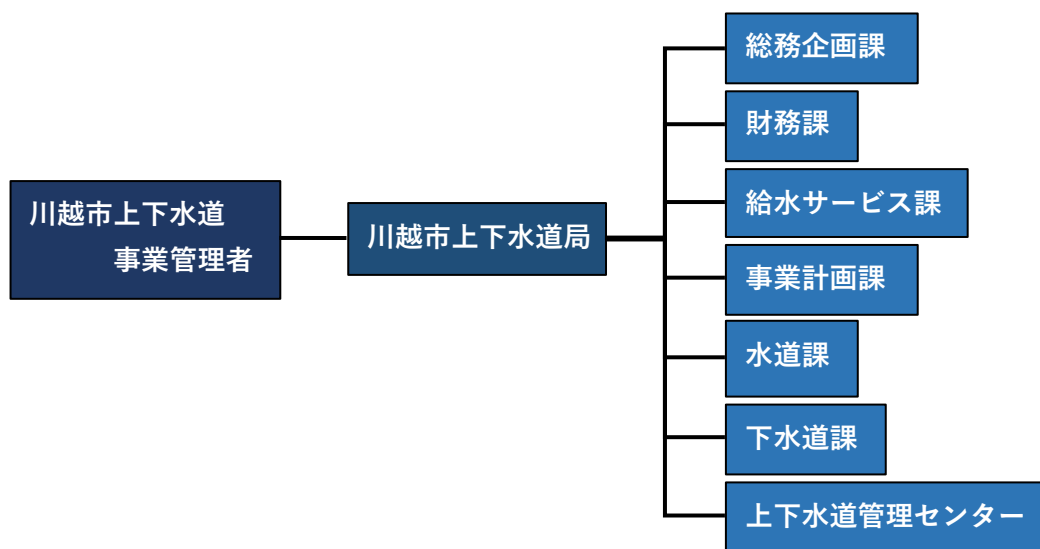 川越市上下水道
事業管理者
川越市上下水道局
総務企画課
財務課
給水サービス課
事業計画課
水道課
下水道課
上下水道管理センター